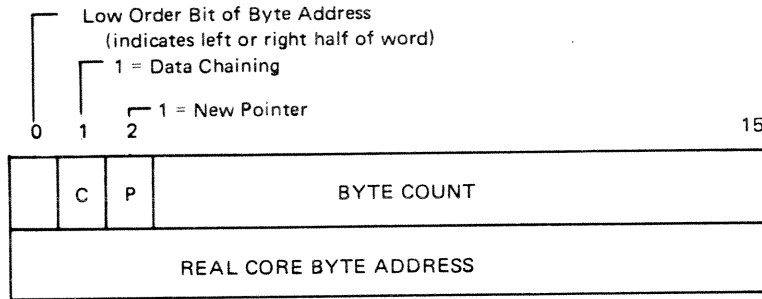 Low Order Bit of Byte Address
(indicates left or right half of word)
1 = Data Chaining
1 = New Pointer
0 1 2 15
C P BYTE COUNT
REAL CORE BYTE ADDRESS